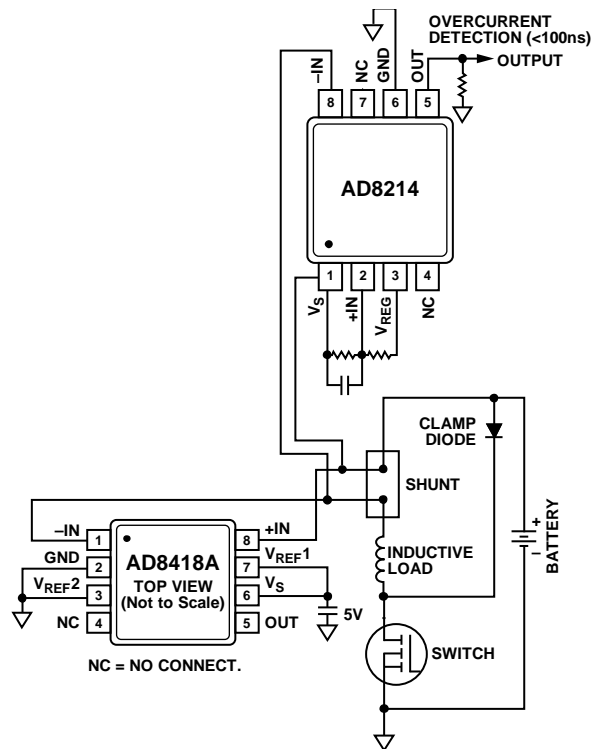 OVERCURRENT
DETECTION (<100ns)
OUTPUT
–IN
NC
GND
OUT
8
7
6
5
AD8214
1
2
3
4
VS
+IN
VREG
NC
CLAMP
DIODE
SHUNT
BATTERY
+
–
INDUCTIVE
LOAD
SWITCH
–IN
GND
VREF2
NC
1
2
3
4
AD8418A
TOP VIEW
(Not to Scale)
8
7
6
5
+IN
VREF1
VS
OUT
5V
NC = NO CONNECT.